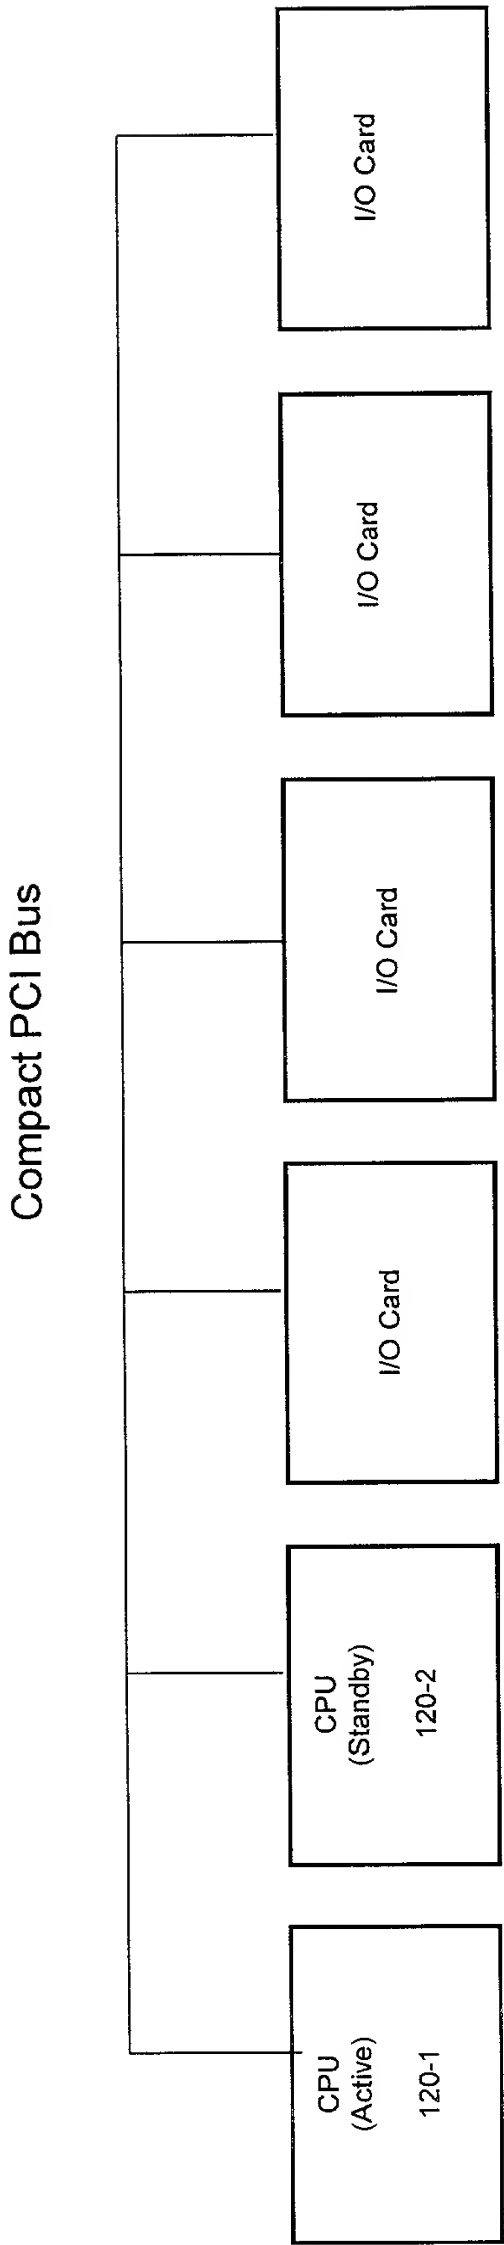 Compact PCI Bus
CPU
(Active)
120-1
CPU
(Standby)
120-2
I/O Card
I/O Card
I/O Card
I/O Card